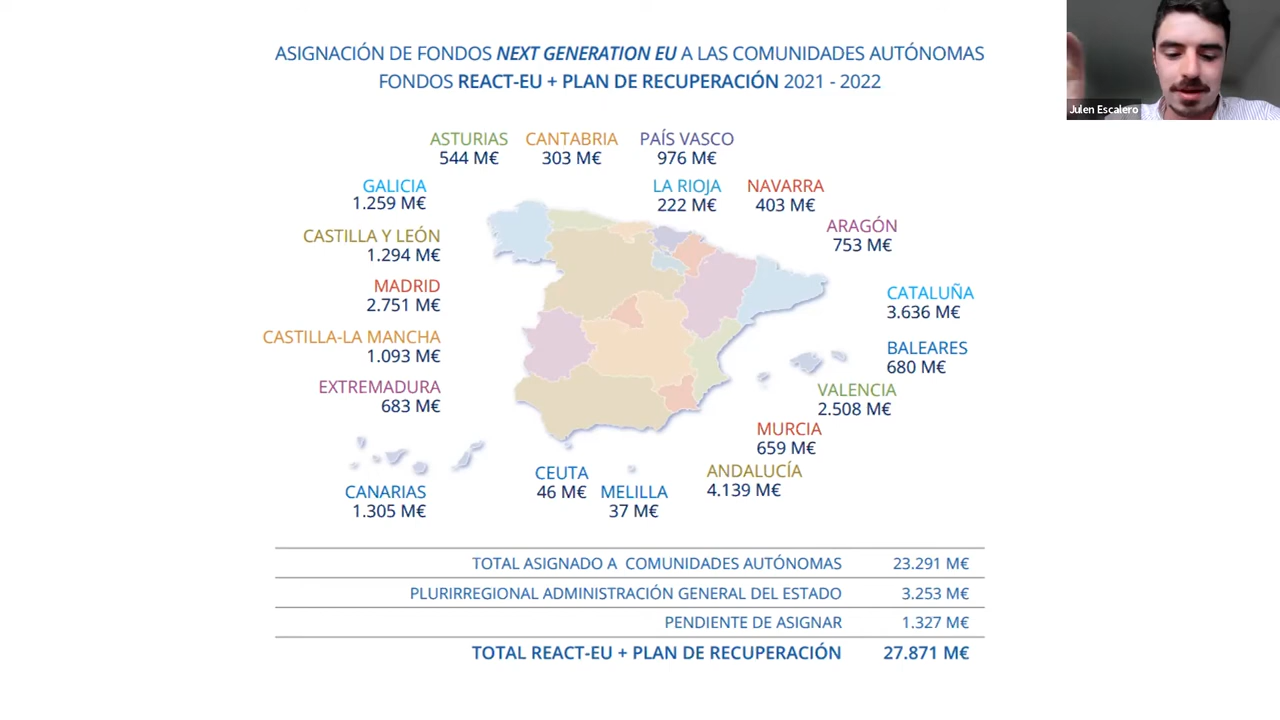 ASIGNACIÓN DE FONDOS NEXT GENERATION EU A LAS COMUNIDADES AUTÓNOMAS
FONDOS REACT-EU + PLAN DE RECUPERACIÓN 2021 - 2022
Julen Escalero
ASTURIAS
544 M€
CANTABRIA
303 M€
PAÍS VASCO
976 M€
GALICIA
1.259 M€
LA RIOJA
222 M€
NAVARRA
403 M€
ARAGÓN
753 M€
CASTILLA Y LEÓN
1.294 M€
MADRID
2.751 M€
CATALUÑA
3.636 M€
CASTILLA-LA MANCHA
1.093 M€
BALEARES
680 M€
EXTREMADURA
683 M€
VALENCIA
2.508 M€
MURCIA
659 M€
ANDALUCÍA
4.139 M€
CEUTA
46 M€
MELILLA
37 M€
CANARIAS
1.305 M€
TOTAL ASIGNADO A COMUNIDADES AUTÓNOMAS 23.291 M€
PLURIRREGIONAL ADMINISTRACIÓN GENERAL DEL ESTADO 3.253 M€
PENDIENTE DE ASIGNAR 1.327 M€
TOTAL REACT-EU + PLAN DE RECUPERACIÓN 27.871 M€